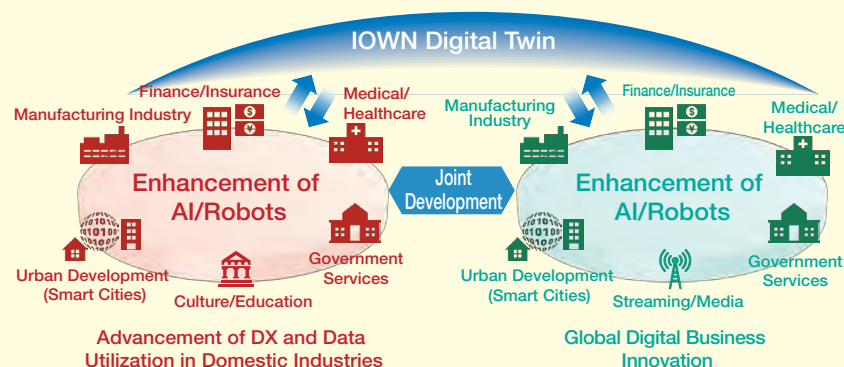 IOWN Digital Twin
Finance/Insurance
Medical/
Healthcare
Manufacturing Industry
$
¥
Enhancement of
AI/Robots
Urban Development
(Smart Cities)
Culture/Education
Government
Services
Advancement of DX and Data
Utilization in Domestic Industries
Joint
Development
Finance/Insurance
Manufacturing
Industry
Medical/
Healthcare
$
¥
Enhancement of
AI/Robots
Urban Development
(Smart Cities)
Streaming/Media
Government
Services
Global Digital Business
Innovation